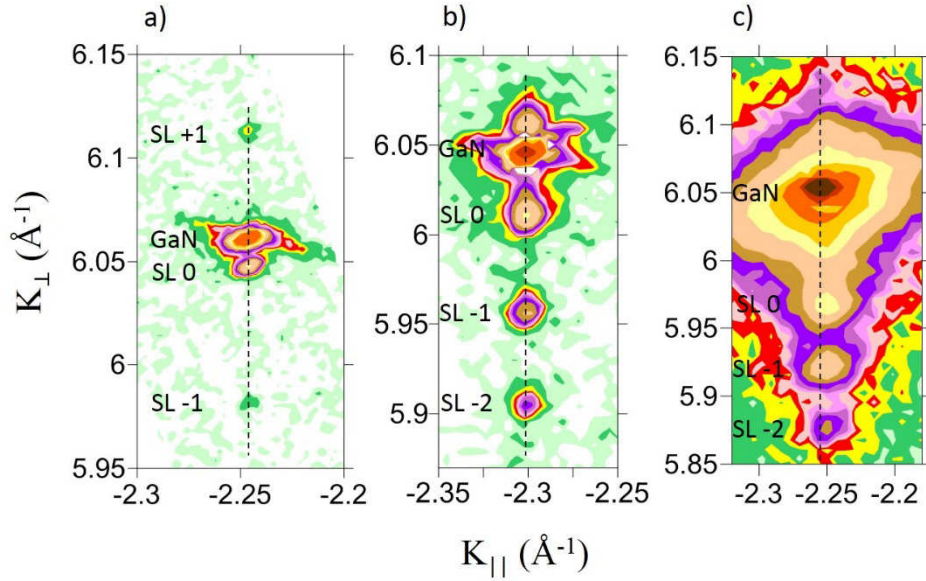 a)
b)
c)
6.15
6.1
6.05
6
5.95
SL +1
GaN
SL 0
SL -1
-2.3
-2.25
-2.2
6.1
6.05
6
5.95
5.9
GaN
SL 0
SL -1
SL -2
-2.35
-2.3
-2.25
6.15
6.1
6.05
6
5.95
5.9
5.85
GaN
SL 0
SL -1
SL -2
-2.3
-2.25
-2.2
K⊥ (Å-1)
K|| (Å-1)